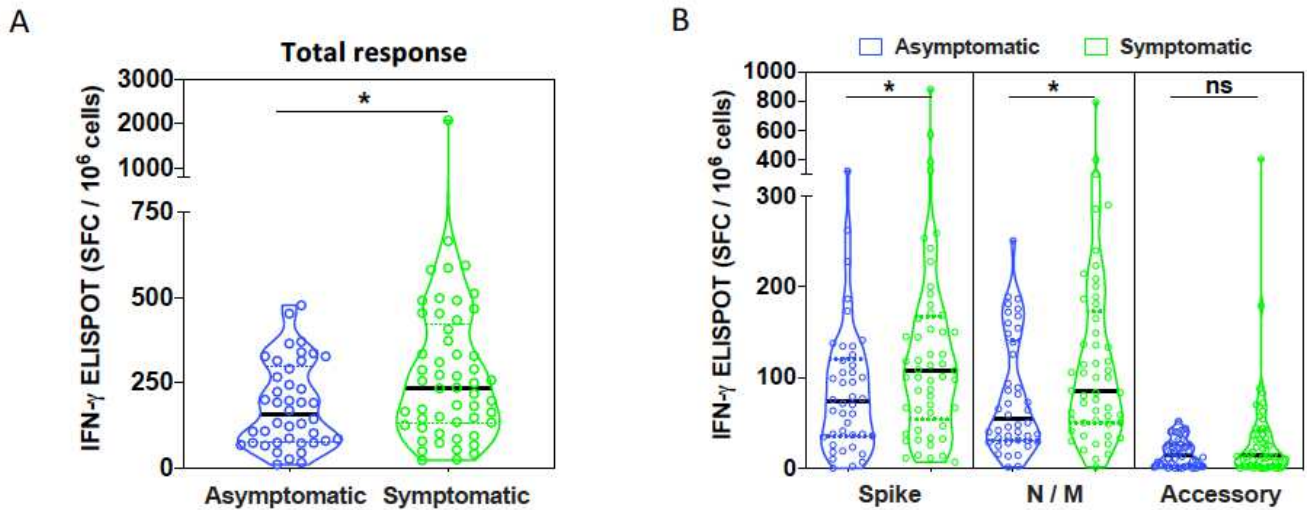 A
Total response
IFN-γ ELISPOT (SFC / 10⁶ cells)
3000
2000
1000
750
500
250
0
*
Asymptomatic Symptomatic
B
Asymptomatic Symptomatic
IFN-γ ELISPOT (SFC / 10⁶ cells)
1000
800
600
400
300
200
100
0
* * ns
Spike N / M Accessory